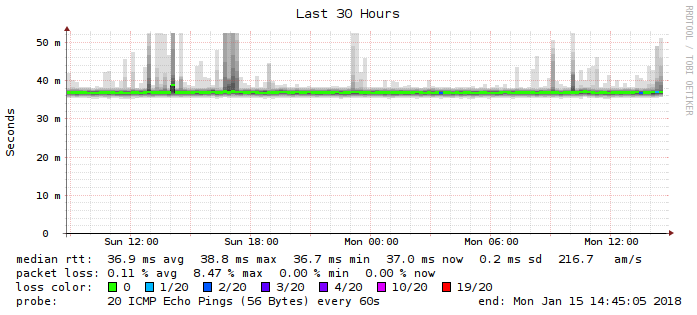 Last 30 Hours
RRDTOOL / TOBI OETIKER
Seconds
50 m
40 m
30 m
20 m
10 m
0
Sun 12:00 Sun 18:00 Mon 00:00 Mon 06:00 Mon 12:00
median rtt: 36.9 ms avg 38.8 ms max 36.7 ms min 37.0 ms now 0.2 ms sd 216.7 am/s
packet loss: 0.11 % avg 8.47 % max 0.00 % min 0.00 % now
loss color: 0 1/20 2/20 3/20 4/20 10/20 19/20
probe: 20 ICMP Echo Pings (56 Bytes) every 60s end: Mon Jan 15 14:45:05 2018